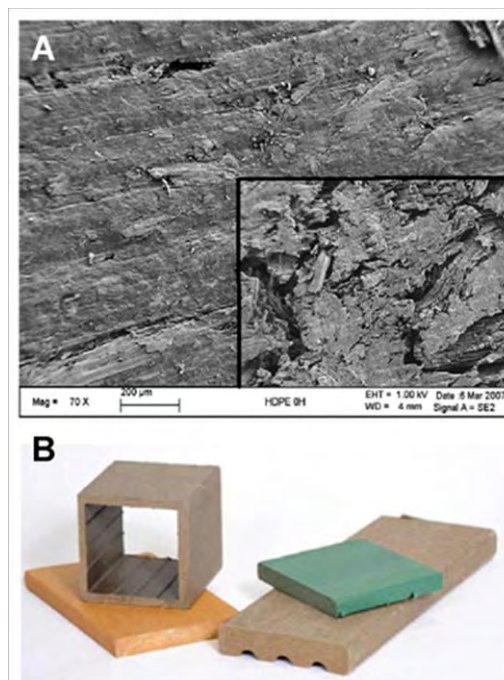 A
200 µm
Mag = 70 X
HDPE 0H
EHT = 1.00 kV Date :6 Mar 2007
WD = 4 mm Signal A = SE2
B